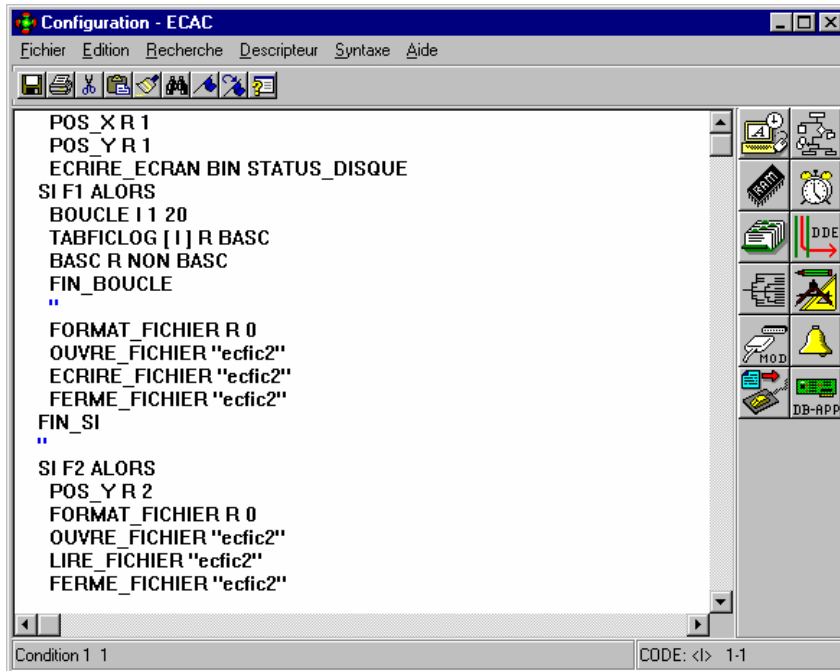 Configuration - ECAC
Fichier Edition Recherche Descripteur Syntaxe Aide
POS_X R 1
POS_Y R 1
ECRIRE_ECRAN BIN STATUS_DISQUE
SI F1 ALORS
BOUCLE I 1 20
TABFICLOG [ I ] R BASC
BASC R NON BASC
FIN_BOUCLE
"
FORMAT_FICHIER R 0
OUVRE_FICHIER "ecfic2"
ECRIRE_FICHIER "ecfic2"
FERME_FICHIER "ecfic2"
FIN_SI
"
SI F2 ALORS
POS_Y R 2
FORMAT_FICHIER R 0
OUVRE_FICHIER "ecfic2"
LIRE_FICHIER "ecfic2"
FERME_FICHIER "ecfic2"
A
RAM
DDE
MOD
DB-APP
Condition 1 1
CODE: <I> 1-1